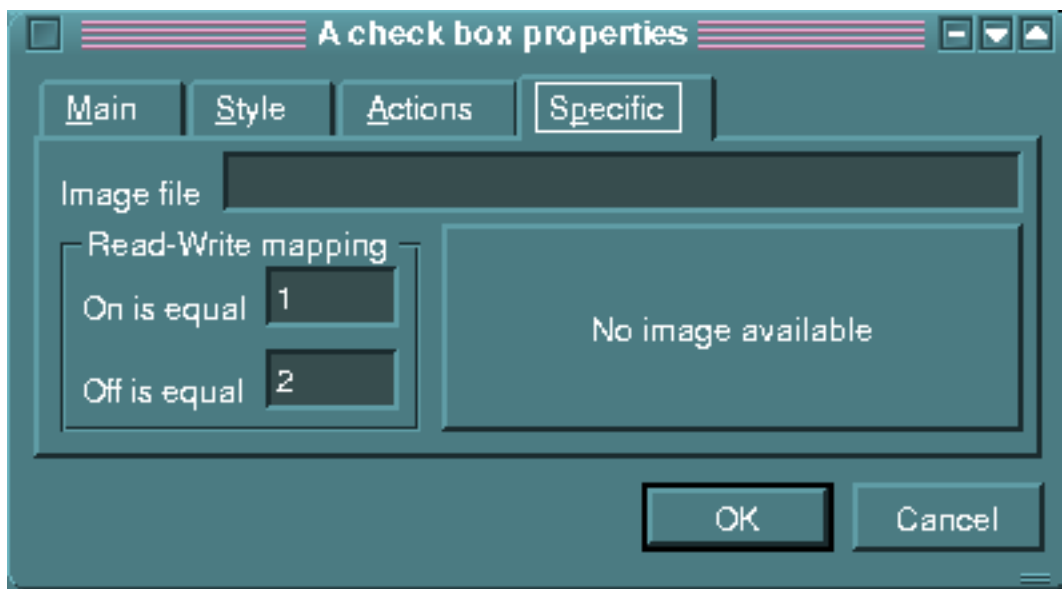 A check box properties
Main Style Actions Specific
Image file
Read-Write mapping
On is equal 1
No image available
Off is equal 2
OK Cancel